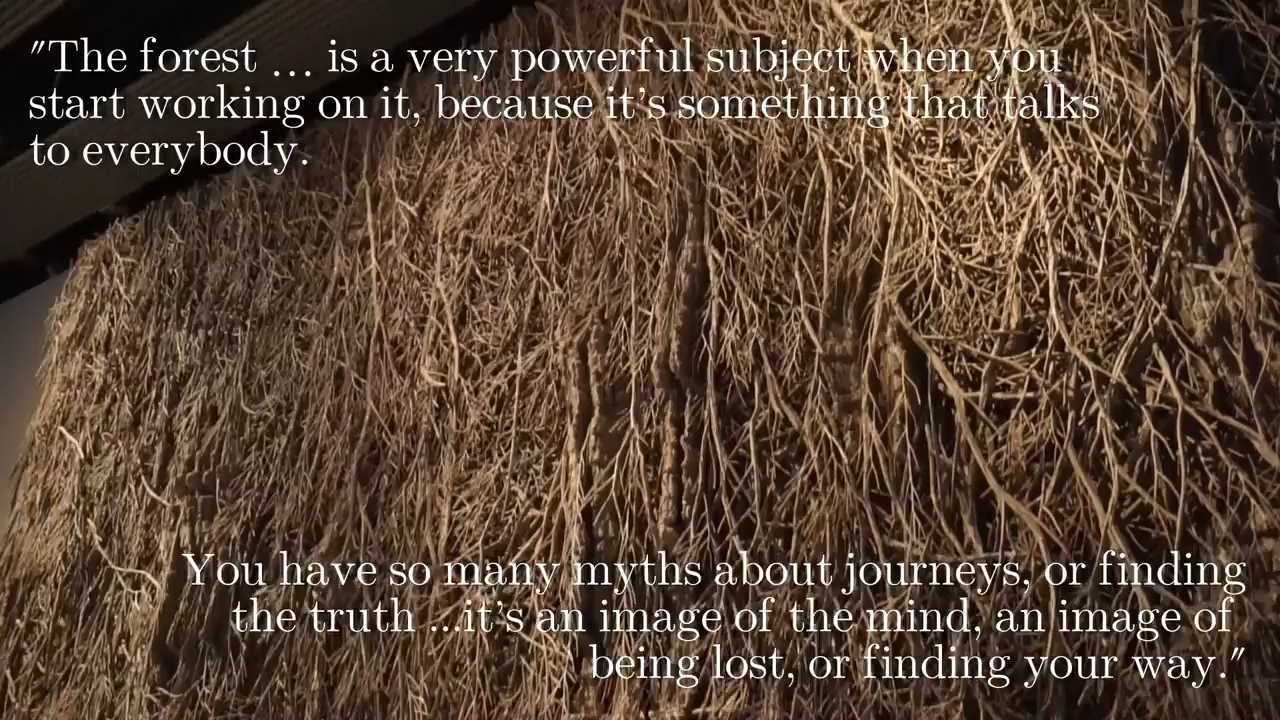 "The forest ... is a very powerful subject when you
start working on it, because it's something that talks
to everybody.
You have so many myths about journeys, or finding
the truth ...it's an image of the mind, an image of
being lost, or finding your way."